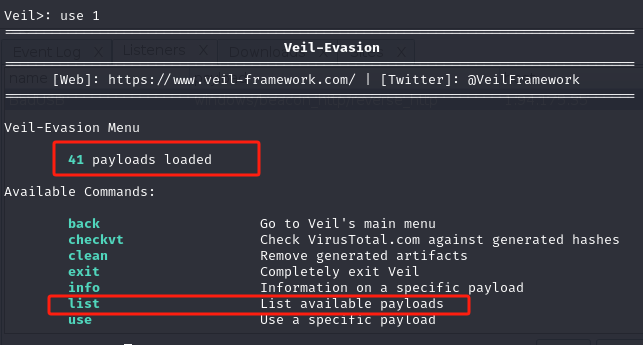 Veil>: use 1
Veil-Evasion
[Web]: https://www.veil-framework.com/ | [Twitter]: @VeilFramework
Veil-Evasion Menu
41 payloads loaded
Available Commands:
back Go to Veil's main menu
checkvt Check VirusTotal.com against generated hashes
clean Remove generated artifacts
exit Completely exit Veil
info Information on a specific payload
list List available payloads
use Use a specific payload